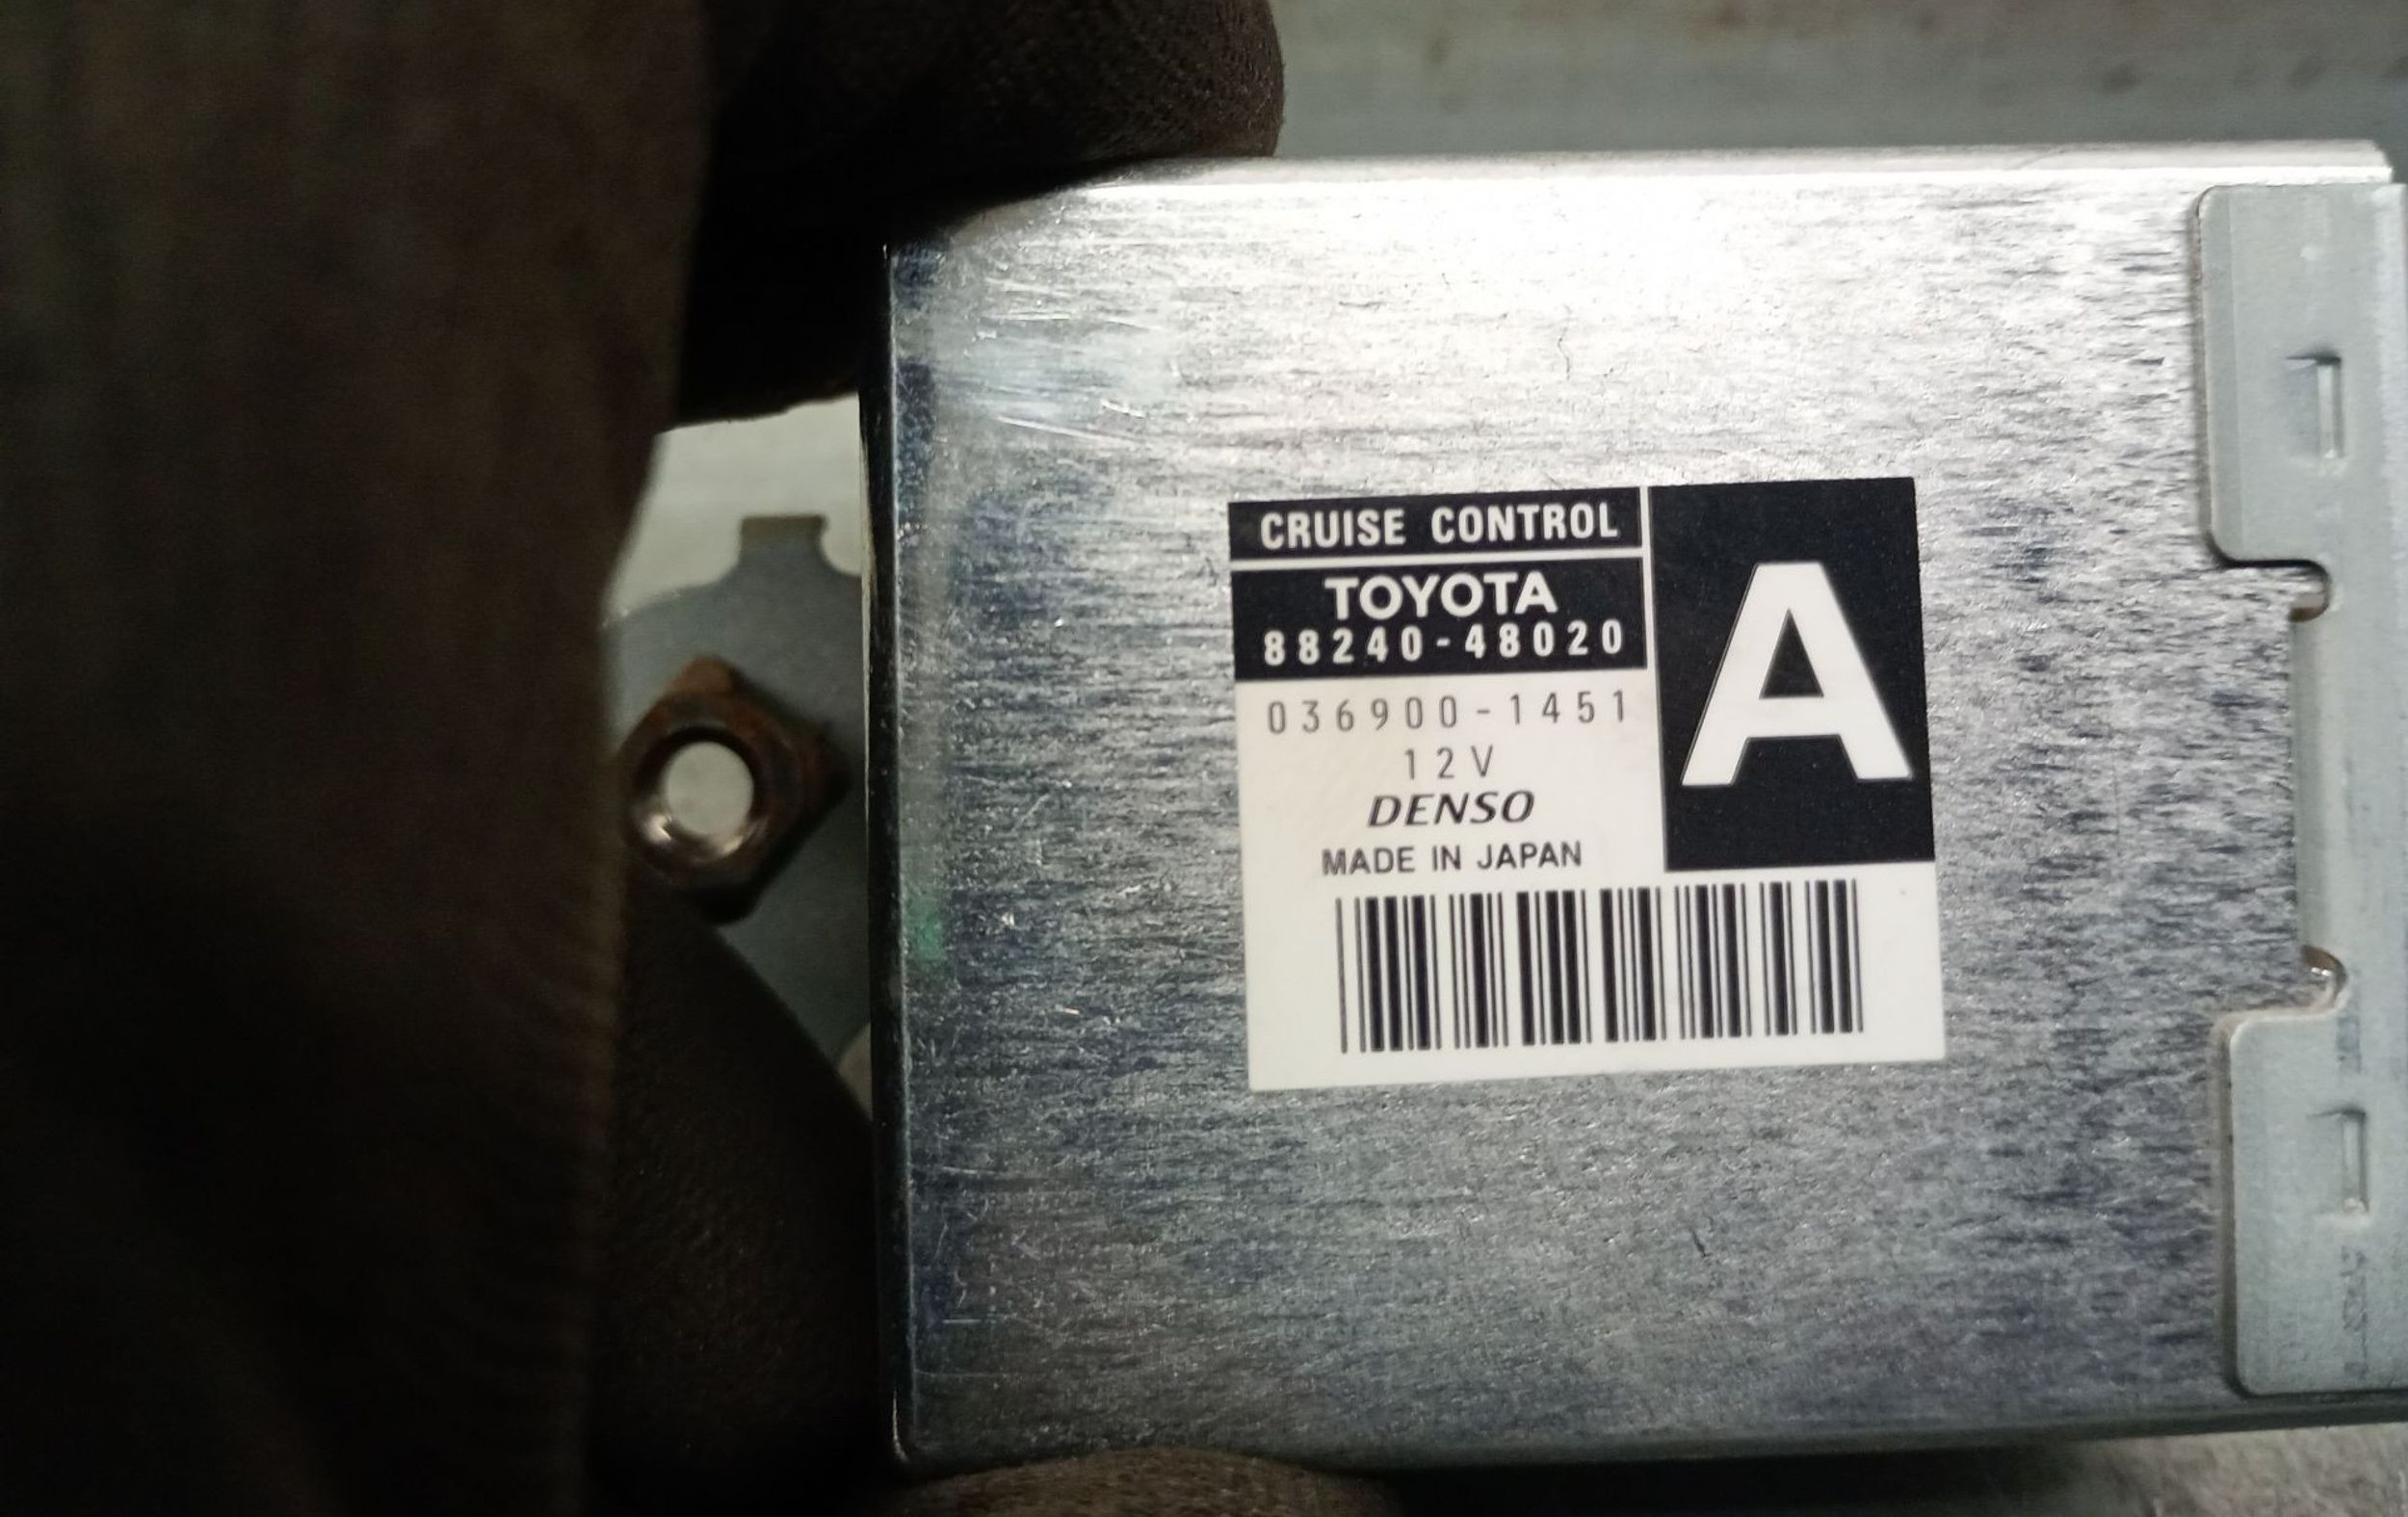 CRUISE CONTROL
TOYOTA
88240-48020
A
036900-1451
12V
DENSO
MADE IN JAPAN